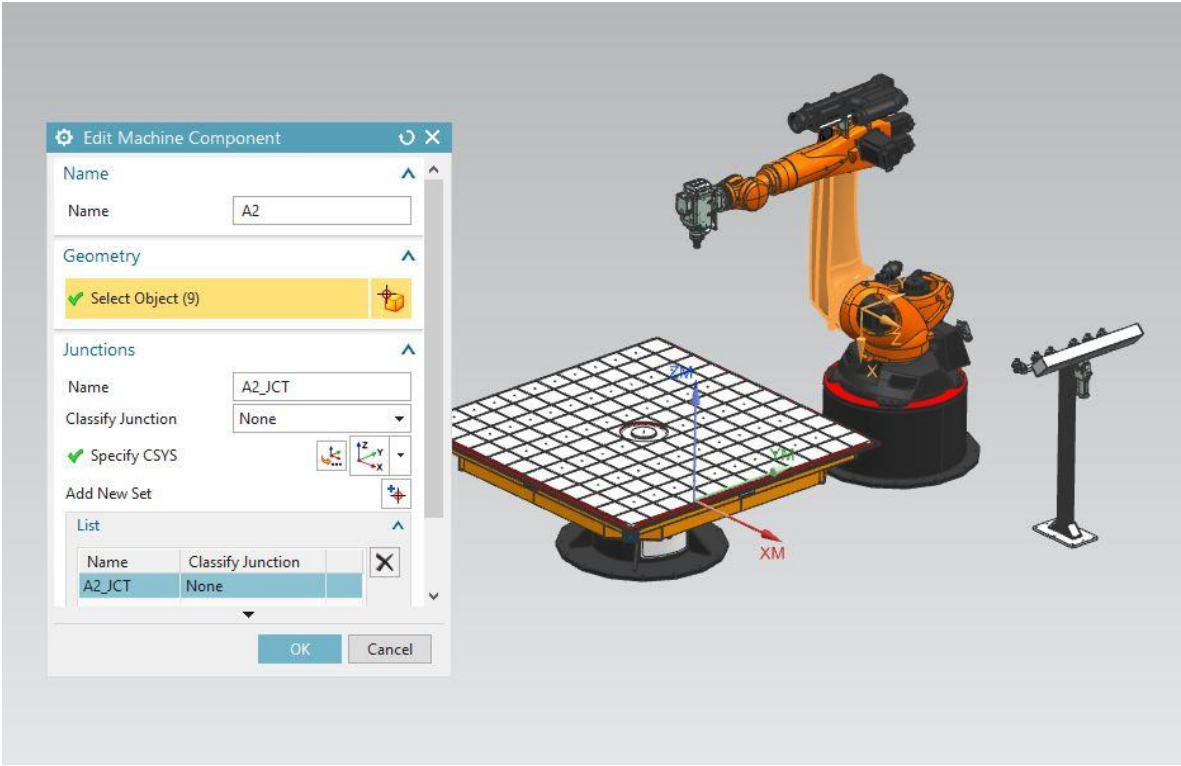 Edit Machine Component
Name
Name A2
Geometry
Select Object (9)
Junctions
Name A2_JCT
Classify Junction None
Specify CSYS
Z
Y
X
Add New Set
List
Name Classify Junction
A2_JCT None
OK Cancel
Y
Z
X
ZM
YM
XM